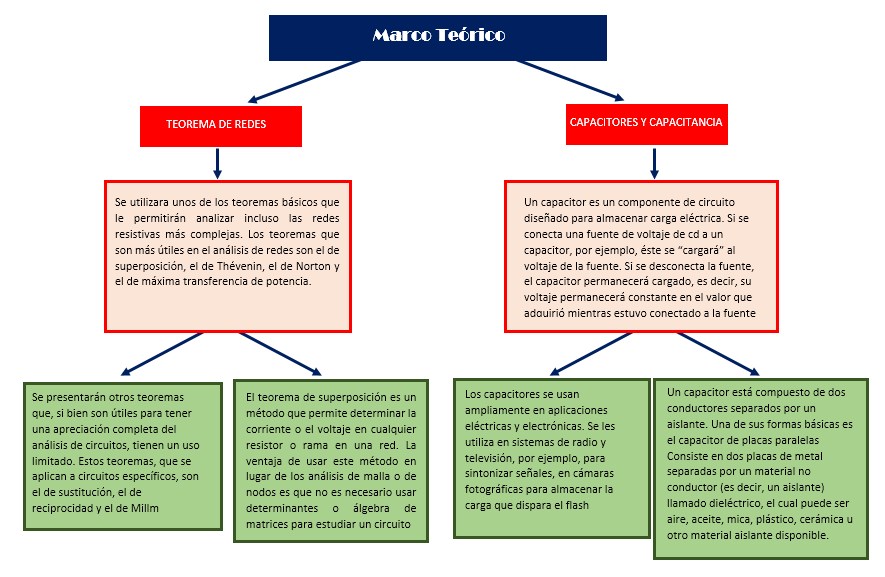 Marco Teórico
TEOREMA DE REDES
Se utilizara unos de los teoremas básicos que
le permitirán analizar incluso las redes
resistivas más complejas. Los teoremas que
son más útiles en el análisis de redes son el de
superposición, el de Thévenin, el de Norton y
el de máxima transferencia de potencia.
Se presentarán otros teoremas
que, si bien son útiles para tener
una apreciación completa del
análisis de circuitos, tienen un uso
limitado. Estos teoremas, que se
aplican a circuitos específicos, son
el de sustitución, el de
reciprocidad y el de Millm
El teorema de superposición es un
método que permite determinar la
corriente o el voltaje en cualquier
resistor o rama en una red. La
ventaja de usar este método en
lugar de los análisis de malla o de
nodos es que no es necesario usar
determinantes o álgebra de
matrices para estudiar un circuito
CAPACITORES Y CAPACITANCIA
Un capacitor es un componente de circuito
diseñado para almacenar carga eléctrica. Si se
conecta una fuente de voltaje de cd a un
capacitor, por ejemplo, éste se “cargará” al
voltaje de la fuente. Si se desconecta la fuente,
el capacitor permanecerá cargado, es decir, su
voltaje permanecerá constante en el valor que
adquirió mientras estuvo conectado a la fuente
Los capacitores se usan
ampliamente en aplicaciones
eléctricas y electrónicas. Se les
utiliza en sistemas de radio y
televisión, por ejemplo, para
sintonizar señales, en cámaras
fotográficas para almacenar la
carga que dispara el flash
Un capacitor está compuesto de dos
conductores separados por un
aislante. Una de sus formas básicas es
el capacitor de placas paralelas
Consiste en dos placas de metal
separadas por un material no
conductor (es decir, un aislante)
llamado dieléctrico, el cual puede ser
aire, aceite, mica, plástico, cerámica u
otro material aislante disponible.